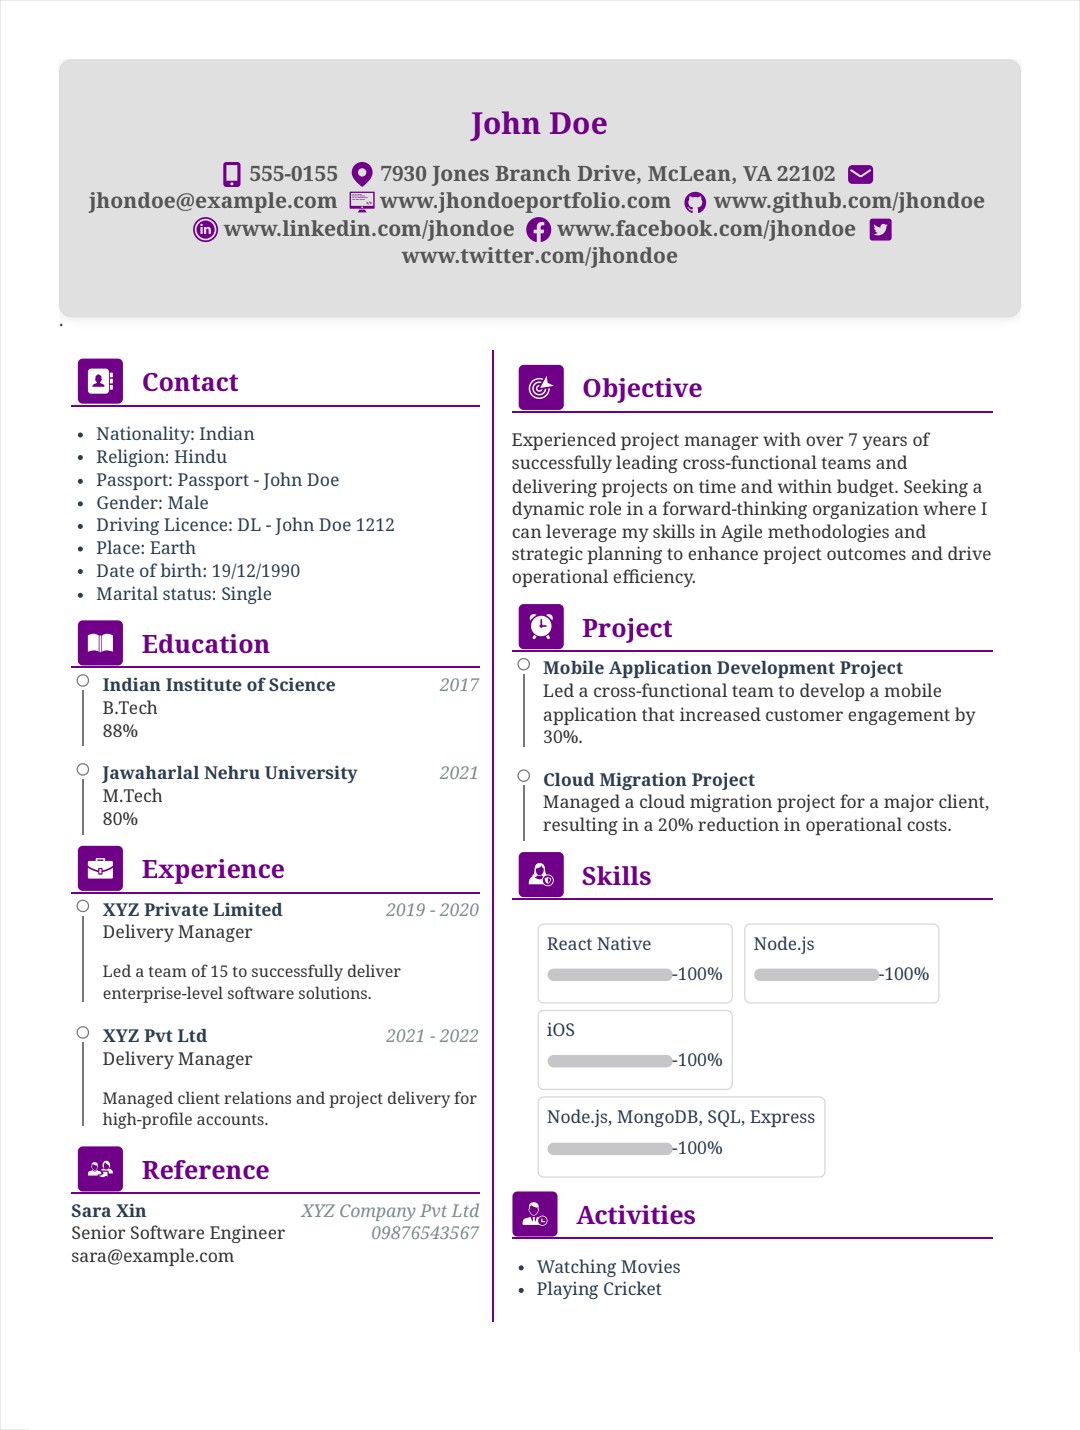 John Doe
555-0155 7930 Jones Branch Drive, McLean, VA 22102
jhondoe@example.com www.jhondoeportfolio.com www.github.com/jhondoe
www.linkedin.com/jhondoe www.facebook.com/jhondoe
www.twitter.com/jhondoe
.
Contact
• Nationality: Indian
• Religion: Hindu
• Passport: Passport - John Doe
• Gender: Male
• Driving Licence: DL - John Doe 1212
• Place: Earth
• Date of birth: 19/12/1990
• Marital status: Single
Education
Indian Institute of Science 2017
B.Tech
88%
Jawaharlal Nehru University 2021
M.Tech
80%
Experience
XYZ Private Limited 2019 - 2020
Delivery Manager
Led a team of 15 to successfully deliver
enterprise-level software solutions.
XYZ Pvt Ltd 2021 - 2022
Delivery Manager
Managed client relations and project delivery for
high-profile accounts.
Reference
Sara Xin XYZ Company Pvt Ltd
Senior Software Engineer 09876543567
sara@example.com
Objective
Experienced project manager with over 7 years of
successfully leading cross-functional teams and
delivering projects on time and within budget. Seeking a
dynamic role in a forward-thinking organization where I
can leverage my skills in Agile methodologies and
strategic planning to enhance project outcomes and drive
operational efficiency.
Project
Mobile Application Development Project
Led a cross-functional team to develop a mobile
application that increased customer engagement by
30%.
Cloud Migration Project
Managed a cloud migration project for a major client,
resulting in a 20% reduction in operational costs.
Skills
React Native Node.js
-100% -100%
iOS
-100%
Node.js, MongoDB, SQL, Express
-100%
Activities
• Watching Movies
• Playing Cricket